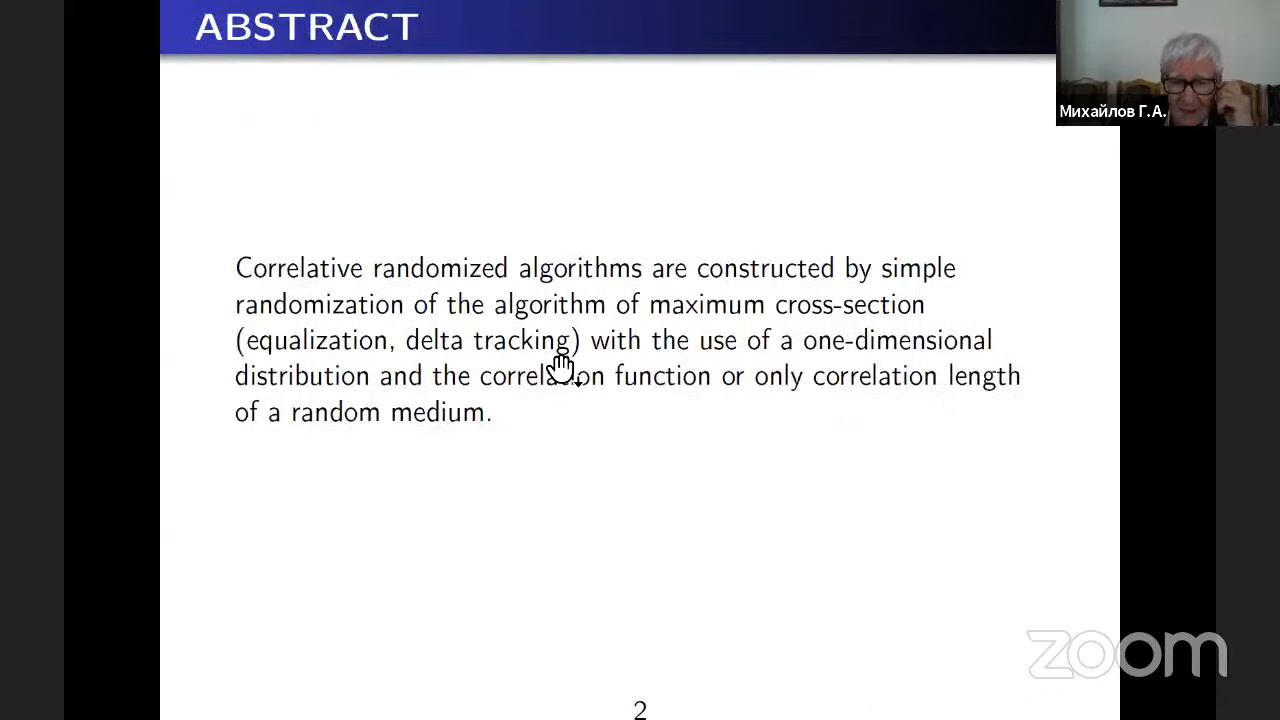 ABSTRACT
Михайлов Г.А.
Correlative randomized algorithms are constructed by simple
randomization of the algorithm of maximum cross-section
(equalization, delta tracking) with the use of a one-dimensional
distribution and the correlation function or only correlation length
of a random medium.
zoom
2